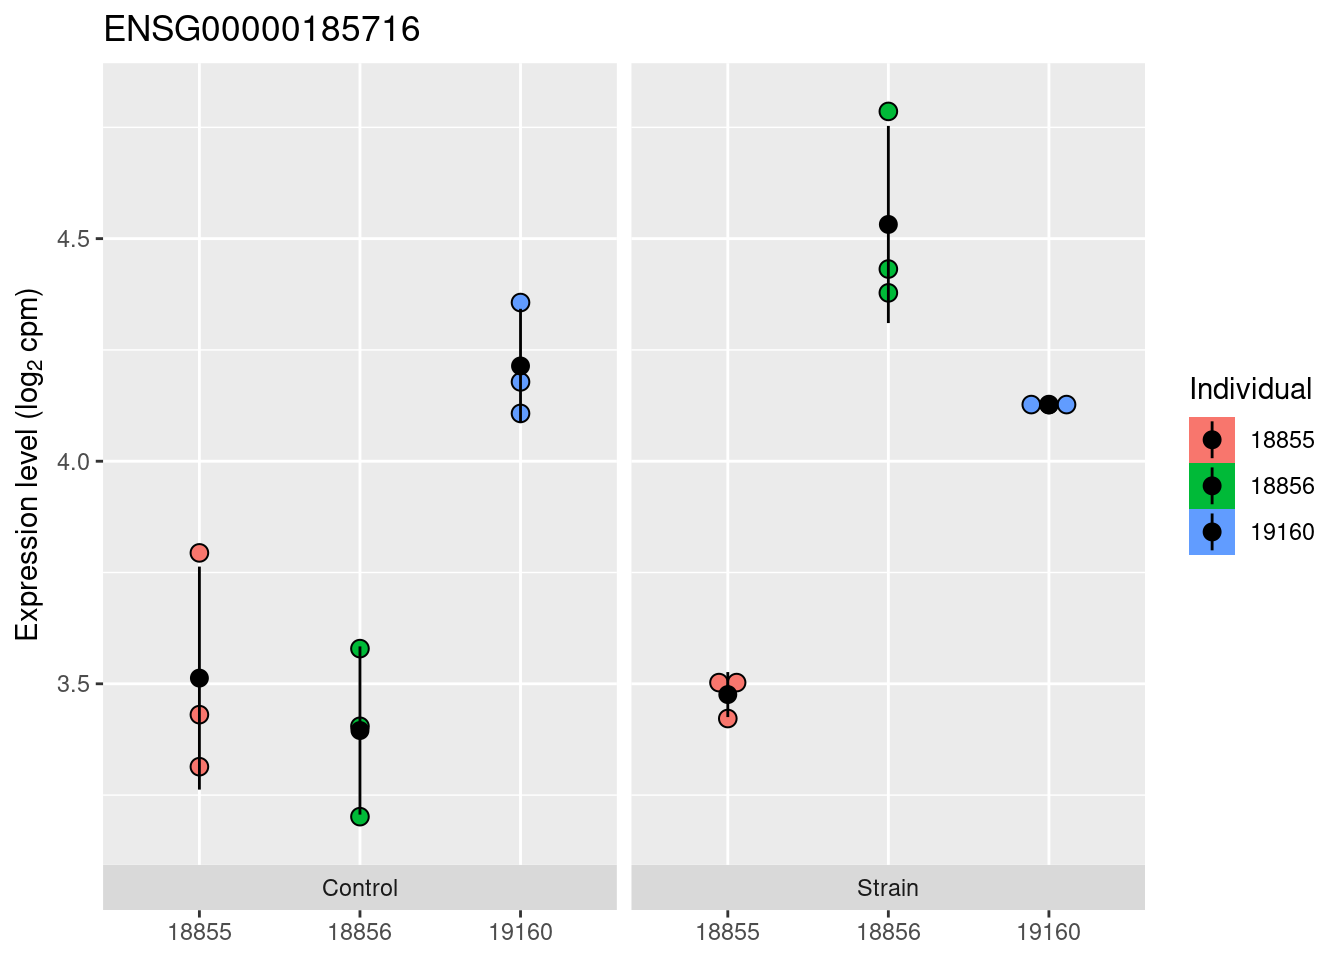 ENSG00000185716
Expression level (log₂ cpm)
4.5
4.0
3.5
Control
Strain
18855
18856
19160
18855
18856
19160
Individual
18855
18856
19160